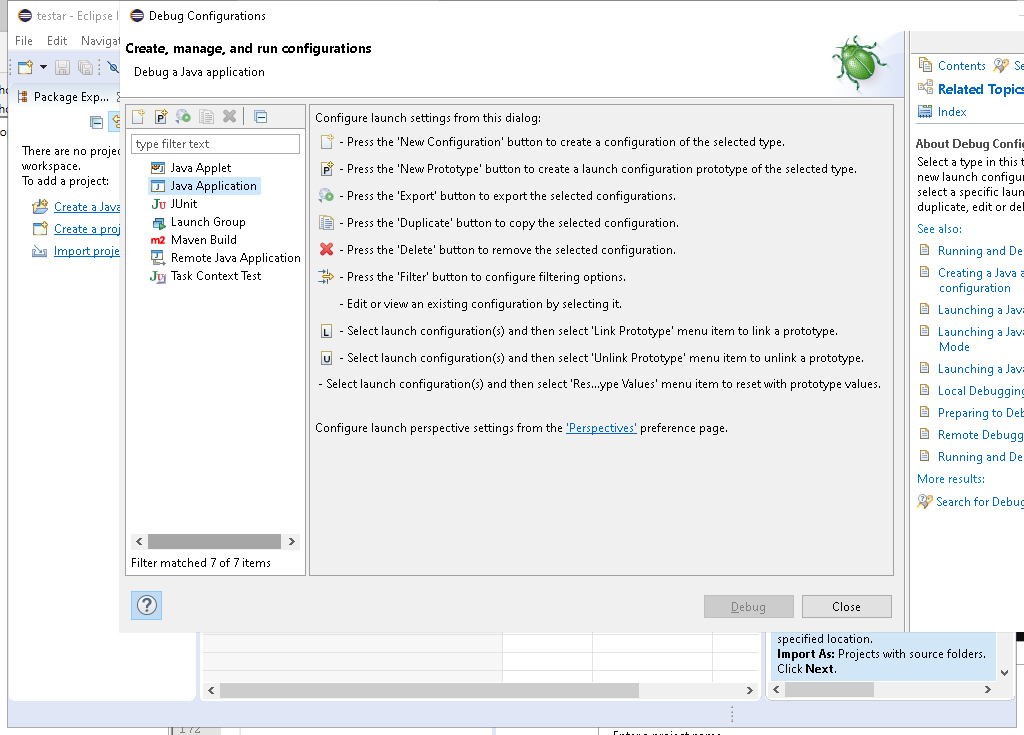 testar - Eclipse I
Debug Configurations
File Edit Navigat
Create, manage, and run configurations
Debug a Java application
Package Exp...
type filter text
Java Applet
Java Application
JUnit
Launch Group
Maven Build
Remote Java Application
Task Context Test
Filter matched 7 of 7 items
There are no projec
workspace.
To add a project:
Create a Java
Create a proj
Import proje
Configure launch settings from this dialog:
- Press the 'New Configuration' button to create a configuration of the selected type.
- Press the 'New Prototype' button to create a launch configuration prototype of the selected type.
- Press the 'Export' button to export the selected configurations.
- Press the 'Duplicate' button to copy the selected configuration.
- Press the 'Delete' button to remove the selected configuration.
- Press the 'Filter' button to configure filtering options.
- Edit or view an existing configuration by selecting it.
- Select launch configuration(s) and then select 'Link Prototype' menu item to link a prototype.
- Select launch configuration(s) and then select 'Unlink Prototype' menu item to unlink a prototype.
- Select launch configuration(s) and then select 'Res...ype Values' menu item to reset with prototype values.
Configure launch perspective settings from the 'Perspectives' preference page.
Debug
Close
Contents Se
Related Topics
Index
About Debug Config
Select a type in this t
new launch configur
select a specific laun
duplicate, edit or del
See also:
Running and De
Creating a Java a
configuration
Launching a Java
Launching a Java
Mode
Launching a Java
Local Debugging
Preparing to Deb
Remote Debugg
Running and De
More results:
Search for Debug
specified location.
Import As: Projects with source folders.
Click Next.
172